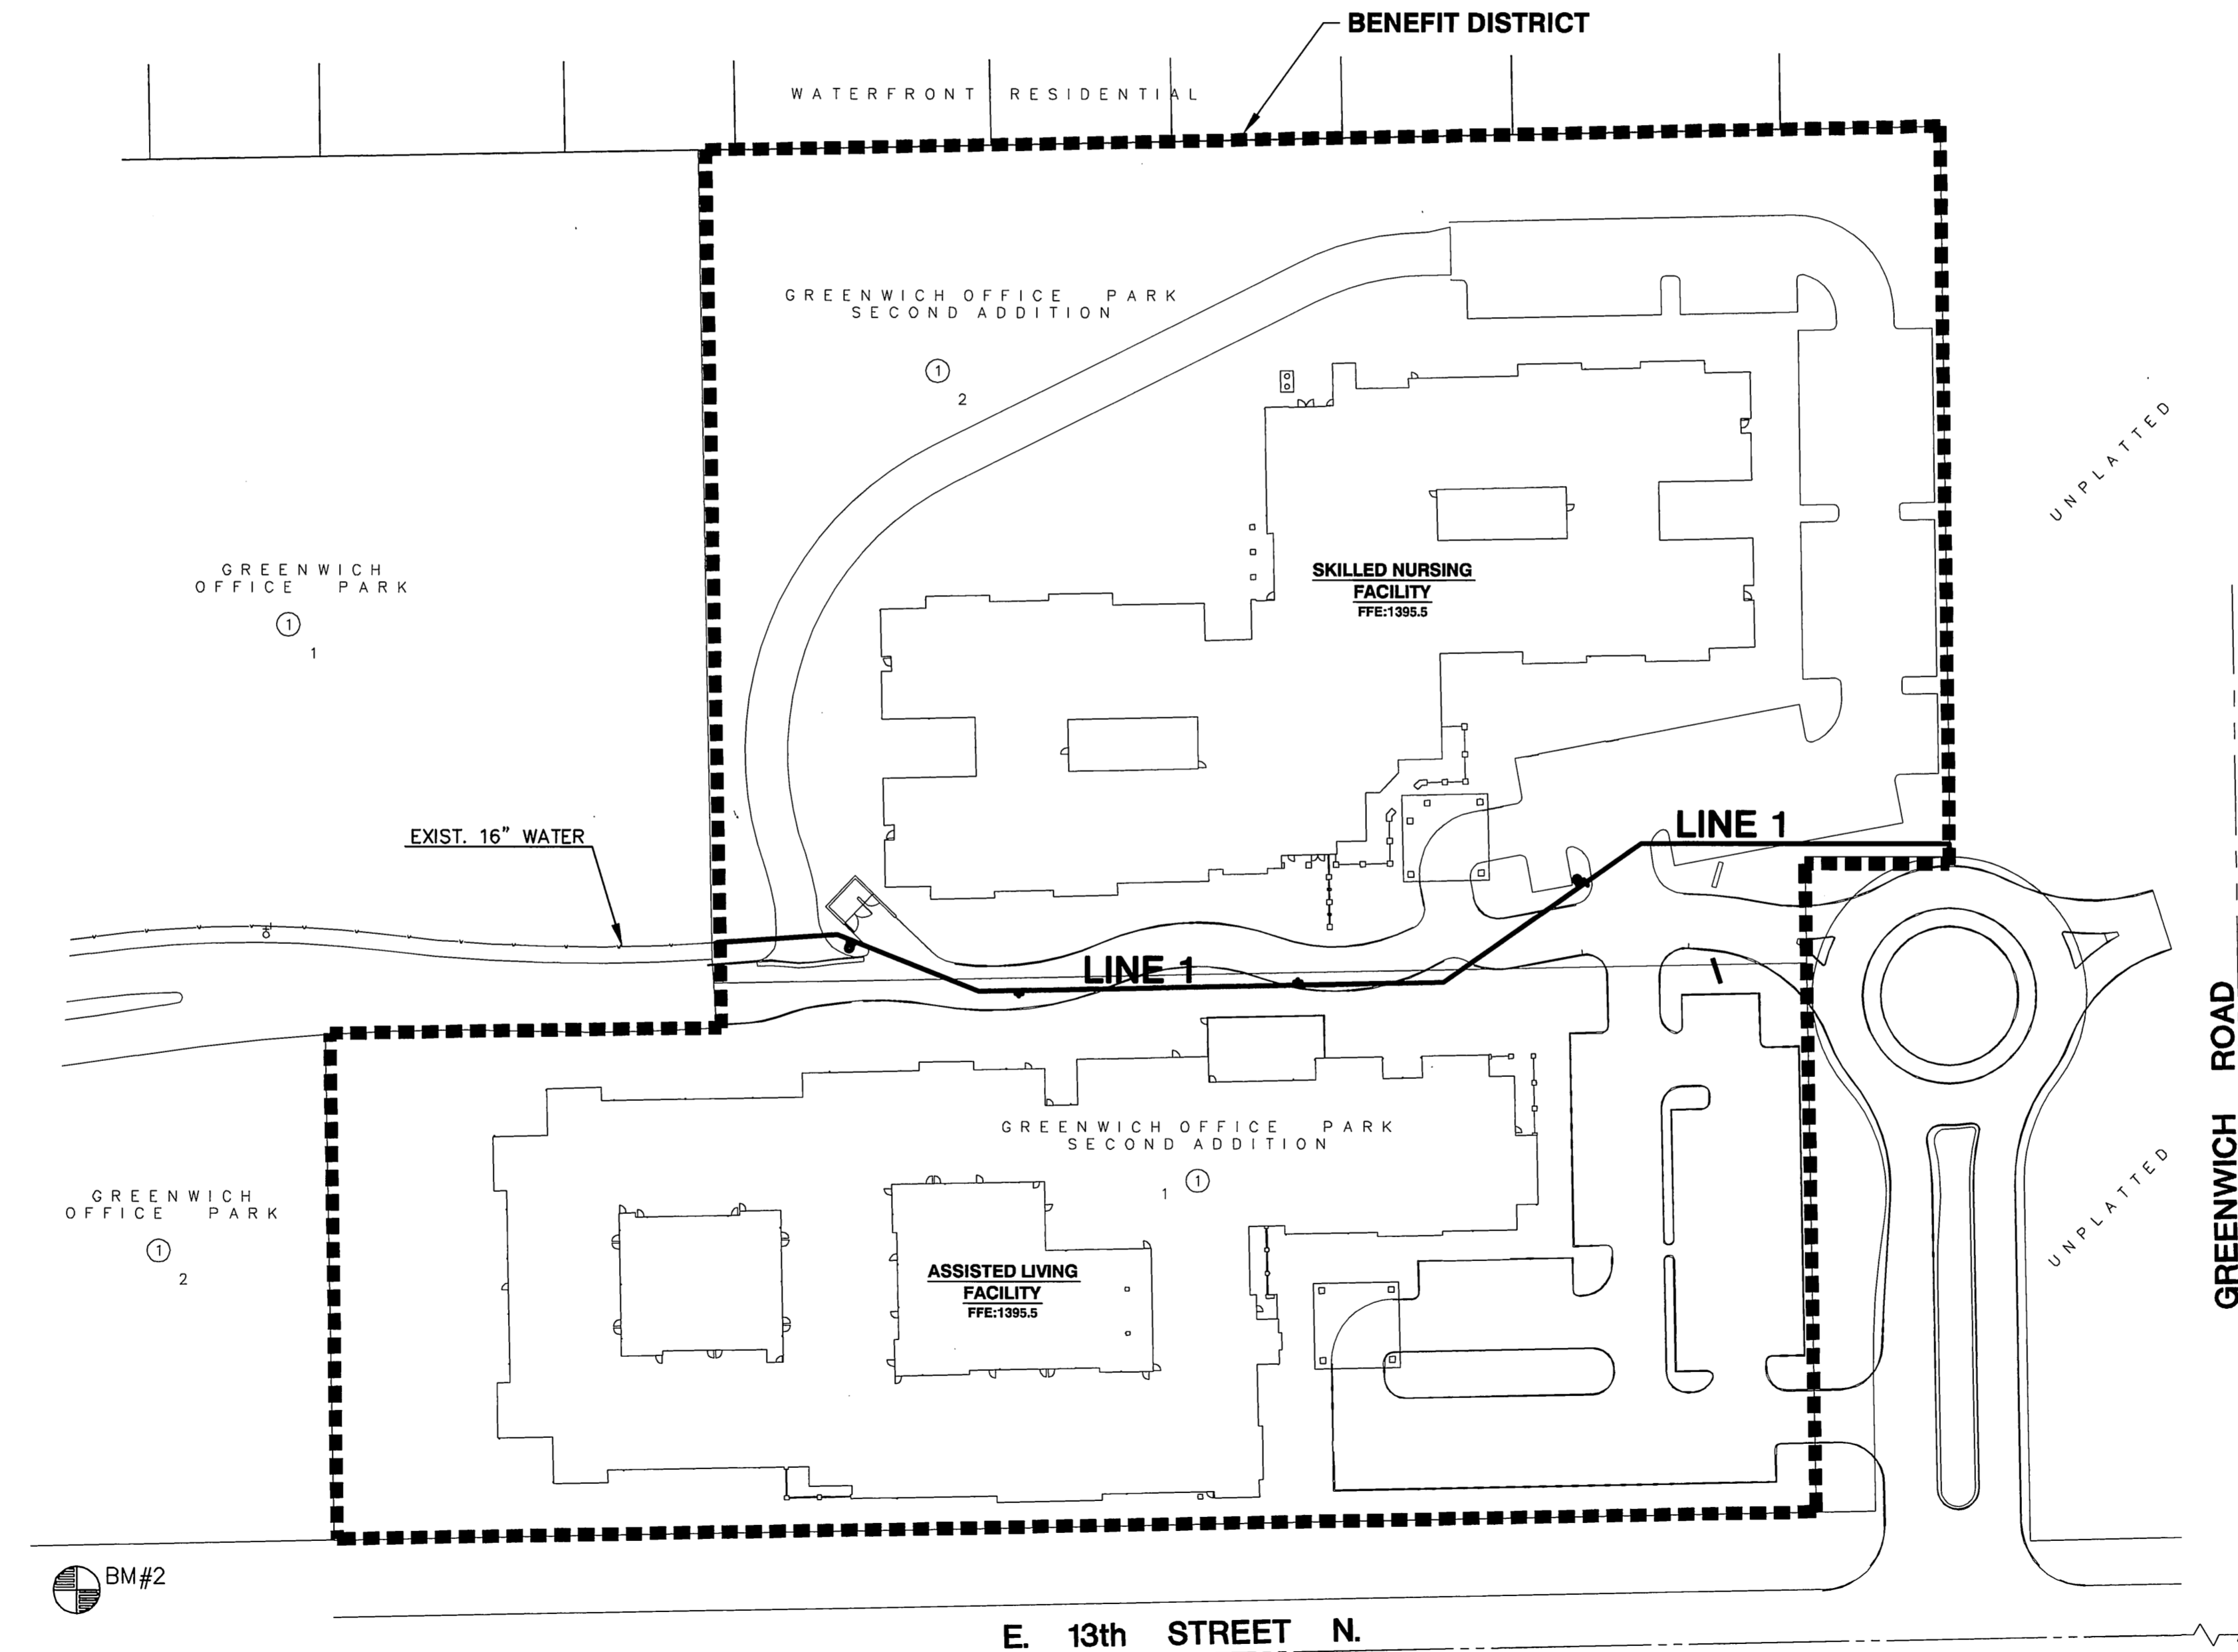 BENEFIT DISTRICT
WATERFRONT RESIDENTIAL
GREENWICH OFFICE PARK
SECOND ADDITION
1
2
UNPLATTED
GREENWICH
OFFICE PARK
1
1
SKILLED NURSING
FACILITY
FFE:1395.5
EXIST. 16" WATER
LINE 1
LINE 1
GREENWICH ROAD
GREENWICH OFFICE PARK
SECOND ADDITION
1
1
UNPLATTED
GREENWICH
OFFICE PARK
1
2
ASSISTED LIVING
FACILITY
FFE:1395.5
BM#2
E. 13th STREET N.